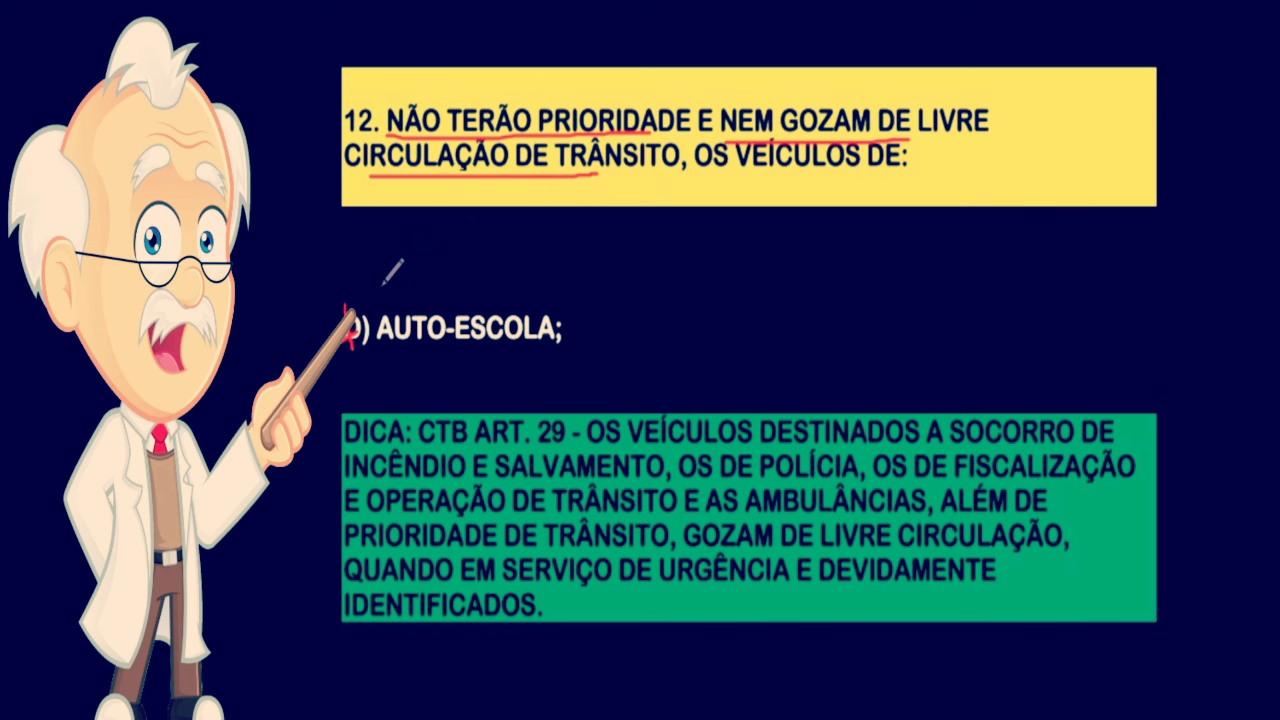 12. NÃO TERÃO PRIORIDADE E NEM GOZAM DE LIVRE
CIRCULAÇÃO DE TRÂNSITO, OS VEÍCULOS DE:
D) AUTO-ESCOLA;
DICA: CTB ART. 29 - OS VEÍCULOS DESTINADOS A SOCORRO DE
INCÊNDIO E SALVAMENTO, OS DE POLÍCIA, OS DE FISCALIZAÇÃO
E OPERAÇÃO DE TRÂNSITO E AS AMBULÂNCIAS, ALÉM DE
PRIORIDADE DE TRÂNSITO, GOZAM DE LIVRE CIRCULAÇÃO,
QUANDO EM SERVIÇO DE URGÊNCIA E DEVIDAMENTE
IDENTIFICADOS.